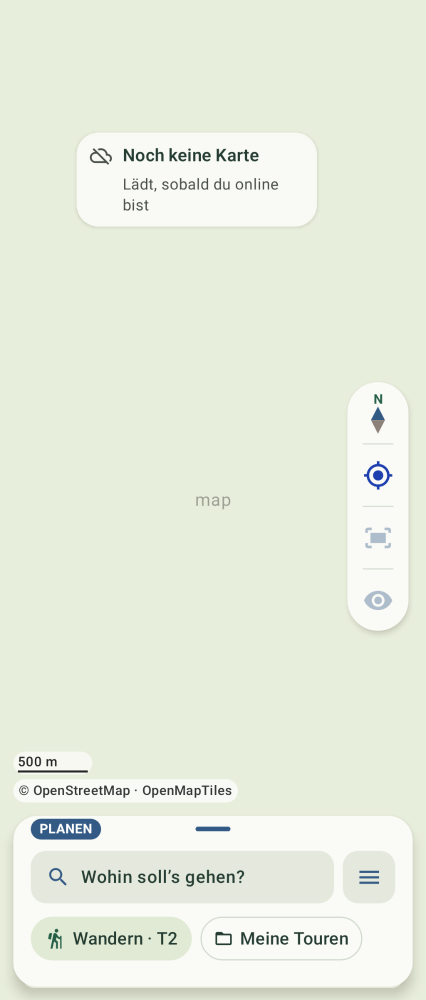 Noch keine Karte
Lädt, sobald du online
bist
N
map
500 m
© OpenStreetMap · OpenMapTiles
PLANEN
Wohin soll’s gehen?
Wandern · T2
Meine Touren